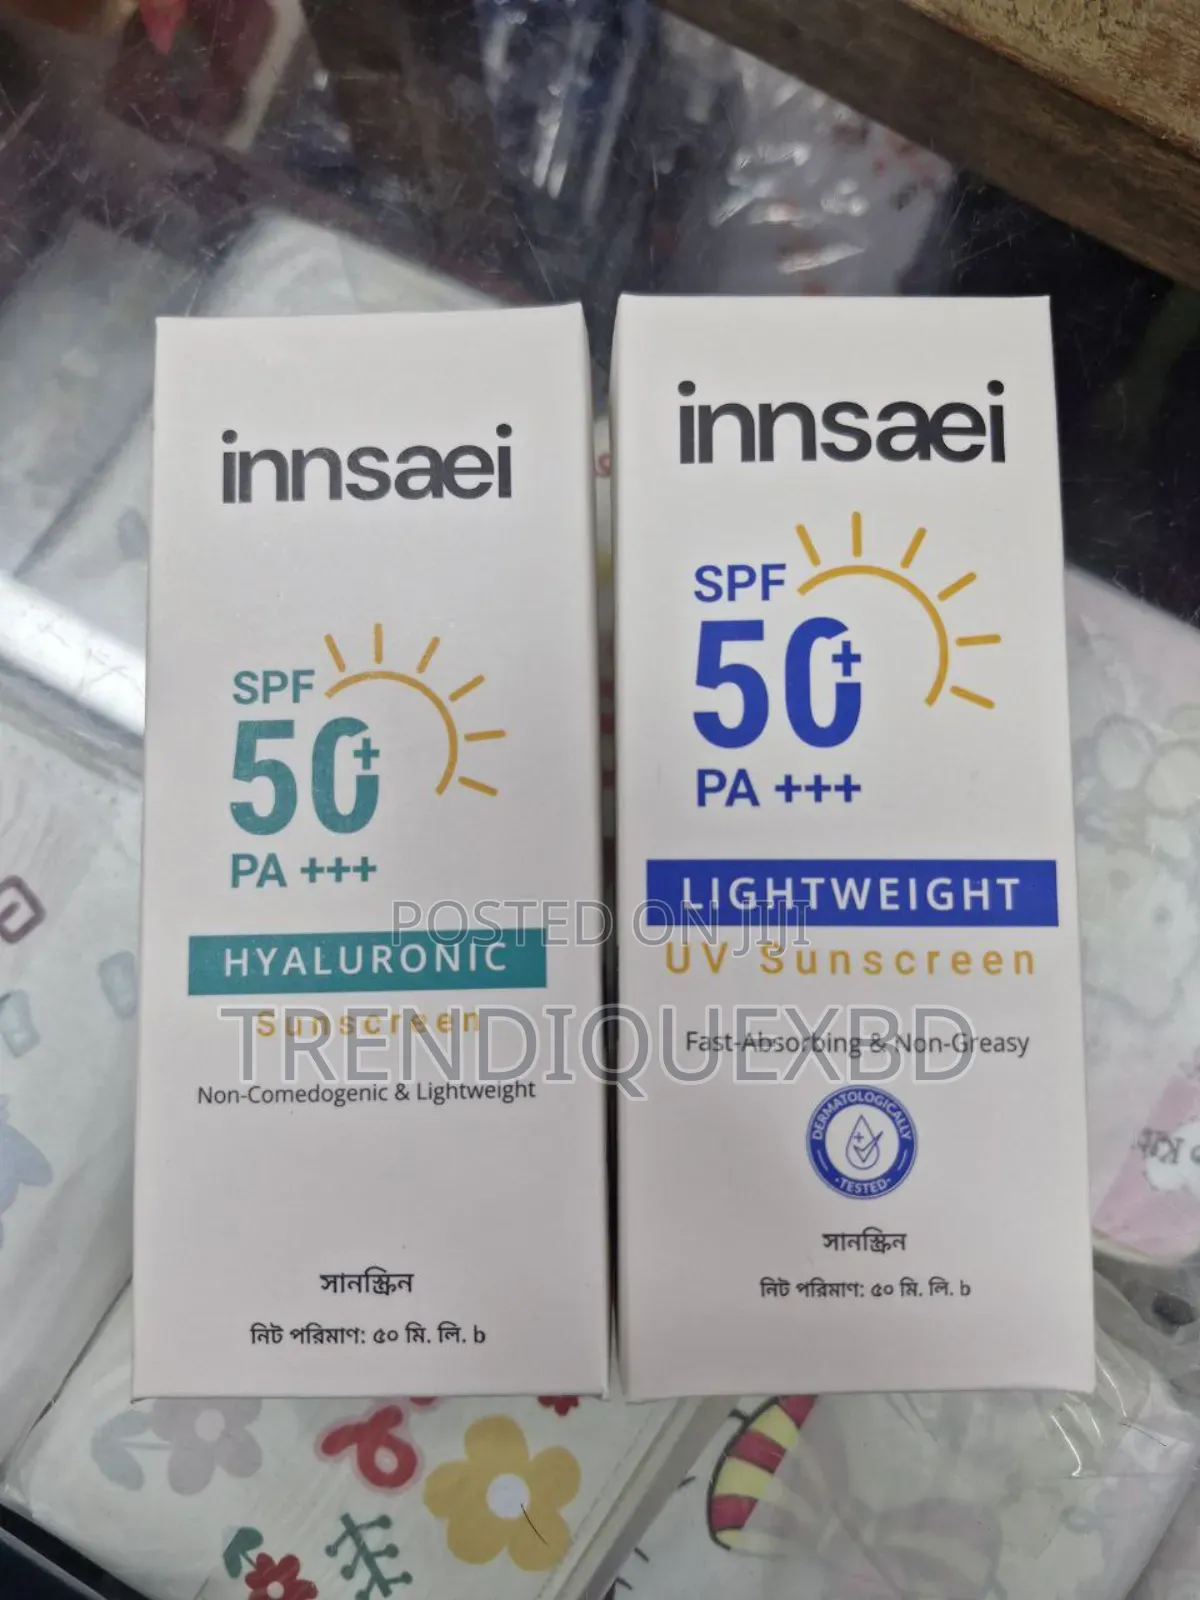 innsaei
SPF
50+
PA +++
HYALURONIC
Sunscreen
Non-Comedogenic & Lightweight
সানস্ক্রিন
নিট পরিমাণ: ৫০ মি. লি. b
innsaei
SPF
50+
PA +++
LIGHTWEIGHT
UV Sunscreen
Fast-Absorbing & Non-Greasy
DERMATOLOGICALLY
TESTED
সানস্ক্রিন
নিট পরিমাণ: ৫০ মি. লি. b
POSTED ON JIJI
TRENDIQUEXBD